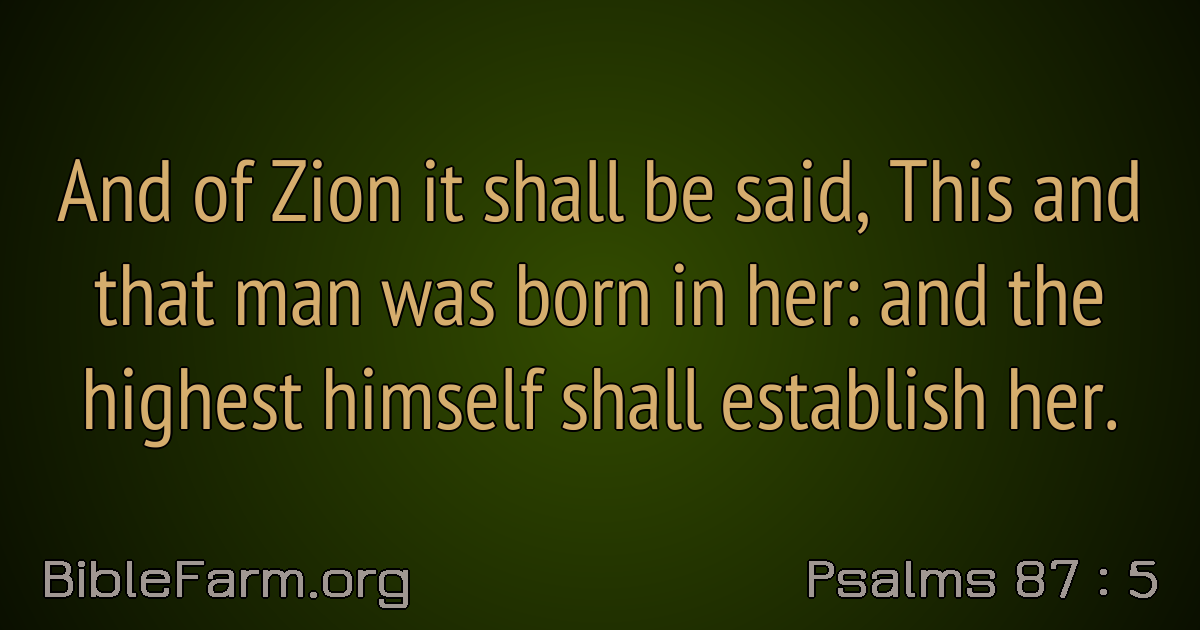 And of Zion it shall be said, This and
that man was born in her: and the
highest himself shall establish her.
BibleFarm.org
Psalms 87 : 5